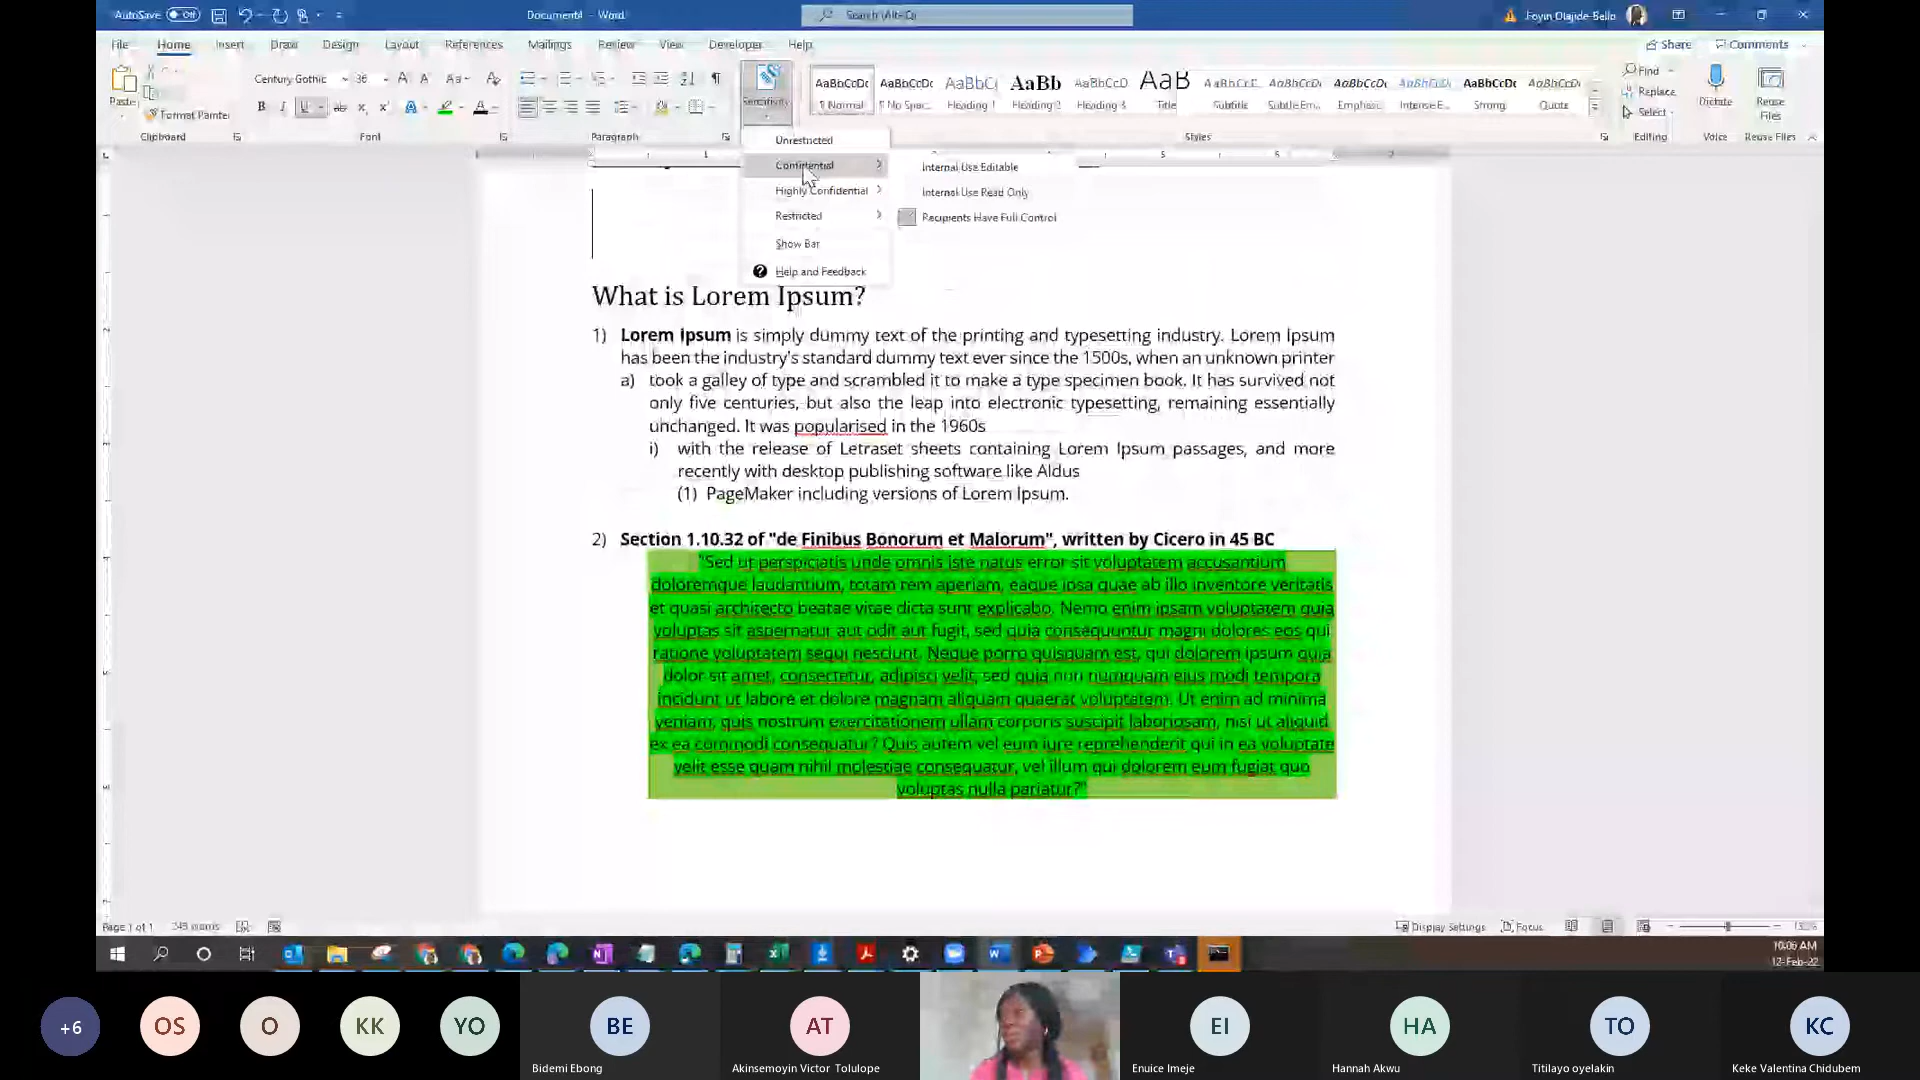 AutoSave Off
Document4 - Word
Search (Alt+Q)
Foyin Olajide-Bello
File Home Insert Draw Design Layout References Mailings Review View Developer Help
Share Comments
Paste
Format Painter
Clipboard
Century Gothic 36
Font
Paragraph
Sensitivity
AaBbCcDc ¶ Normal
AaBbCcDc ¶ No Spac...
AaBbC( Heading 1
AaBb Heading 2
AaBbCcD Heading 3
AaB Title
AaBbCcE Subtitle
AaBbCcDc Subtle Em...
AaBbCcDc Emphasis
AaBbCcDc Intense E...
AaBbCcDc Strong
AaBbCcDc Quote
Styles
Find
Replace
Select
Editing
Dictate
Voice
Reuse Files
Reuse Files
Unrestricted
Confidential
Highly Confidential
Restricted
Show Bar
Help and Feedback
Internal Use Editable
Internal Use Read Only
Recipients Have Full Control
What is Lorem Ipsum?
1) Lorem Ipsum is simply dummy text of the printing and typesetting industry. Lorem Ipsum
has been the industry's standard dummy text ever since the 1500s, when an unknown printer
a) took a galley of type and scrambled it to make a type specimen book. It has survived not
only five centuries, but also the leap into electronic typesetting, remaining essentially
unchanged. It was popularised in the 1960s
i) with the release of Letraset sheets containing Lorem Ipsum passages, and more
recently with desktop publishing software like Aldus
(1) PageMaker including versions of Lorem Ipsum.
2) Section 1.10.32 of "de Finibus Bonorum et Malorum", written by Cicero in 45 BC
"Sed ut perspiciatis unde omnis iste natus error sit voluptatem accusantium
doloremque laudantium, totam rem aperiam, eaque ipsa quae ab illo inventore veritatis
et quasi architecto beatae vitae dicta sunt explicabo. Nemo enim ipsam voluptatem quia
voluptas sit aspernatur aut odit aut fugit, sed quia consequuntur magni dolores eos qui
ratione voluptatem sequi nesciunt. Neque porro quisquam est, qui dolorem ipsum quia
dolor sit amet, consectetur, adipisci velit, sed quia non numquam eius modi tempora
incidunt ut labore et dolore magnam aliquam quaerat voluptatem. Ut enim ad minima
veniam, quis nostrum exercitationem ullam corporis suscipit laboriosam, nisi ut aliquid
ex ea commodi consequatur? Quis autem vel eum iure reprehenderit qui in ea voluptate
velit esse quam nihil molestiae consequatur, vel illum qui dolorem eum fugiat quo
voluptas nulla pariatur?"
Page 1 of 1 words
Display Settings Focus
10:06 AM
12-Feb-22
+6
OS
O
KK
YO
BE
AT
EI
HA
TO
KC
Bidemi Ebong
Akinsemoyin Victor Tolulope
Enuice Imeje
Hannah Akwu
Titilayo oyelakin
Keke Valentina Chidubem